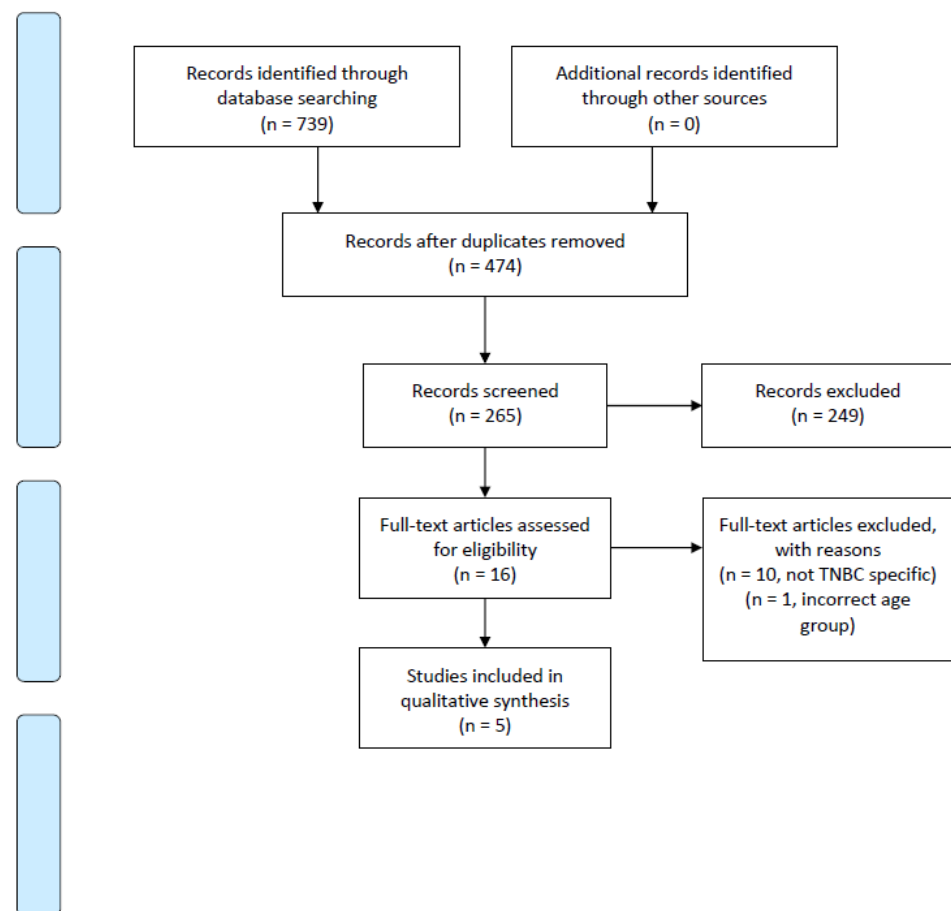 Records identified through
database searching
(n = 739)
Additional records identified
through other sources
(n = 0)
Records after duplicates removed
(n = 474)
Records screened
(n = 265)
Records excluded
(n = 249)
Full-text articles assessed
for eligibility
(n = 16)
Full-text articles excluded,
with reasons
(n = 10, not TNBC specific)
(n = 1, incorrect age
group)
Studies included in
qualitative synthesis
(n = 5)